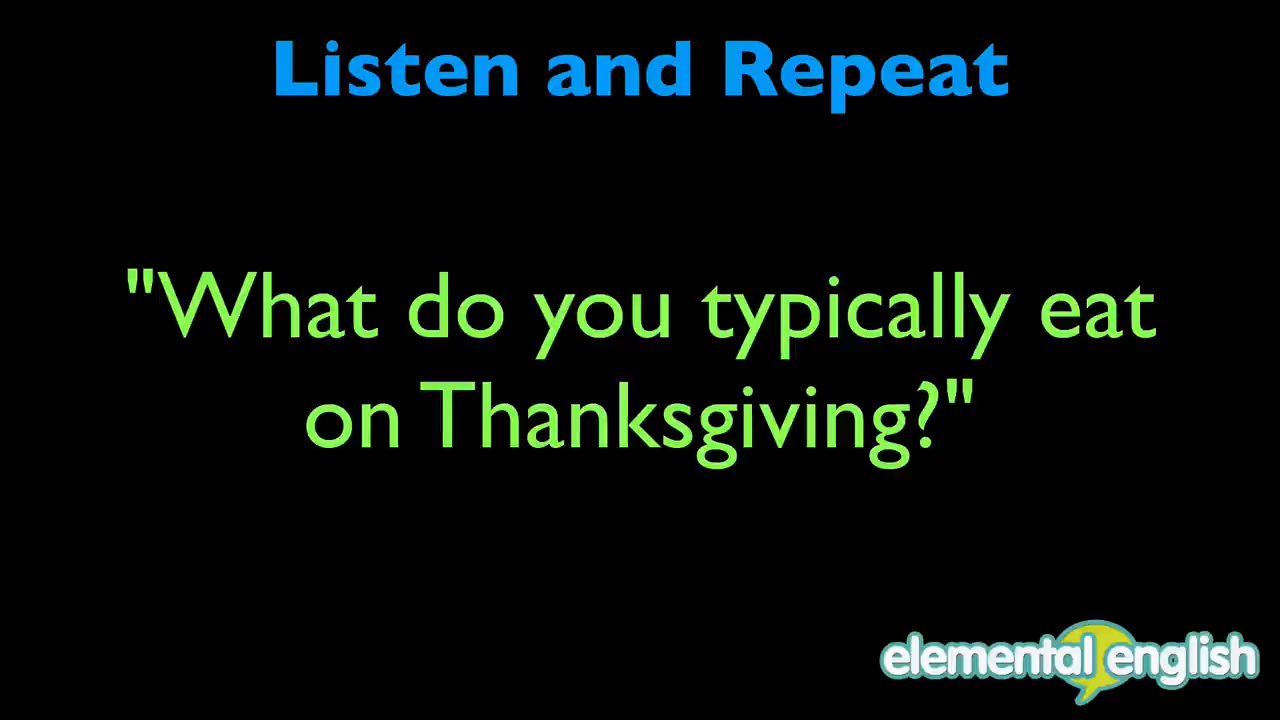 Listen and Repeat
"What do you typically eat
on Thanksgiving?"
elemental english